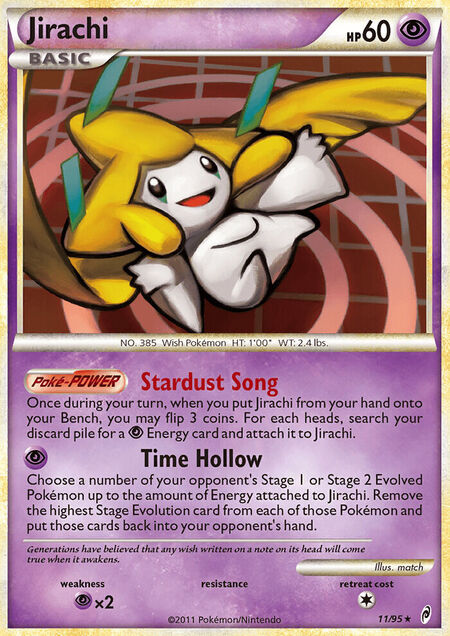 Jirachi HP60
BASIC
NO. 385 Wish Pokémon HT: 1'00" WT: 2.4 lbs.
Poké-POWER Stardust Song
Once during your turn, when you put Jirachi from your hand onto
your Bench, you may flip 3 coins. For each heads, search your
discard pile for a Energy card and attach it to Jirachi.
Time Hollow
Choose a number of your opponent's Stage 1 or Stage 2 Evolved
Pokémon up to the amount of Energy attached to Jirachi. Remove
the highest Stage Evolution card from each of those Pokémon and
put those cards back into your opponent's hand.
Generations have believed that any wish written on a note on its head will come
true when it awakens.
Illus. match
weakness resistance retreat cost
×2
11/95★
©2011 Pokémon/Nintendo